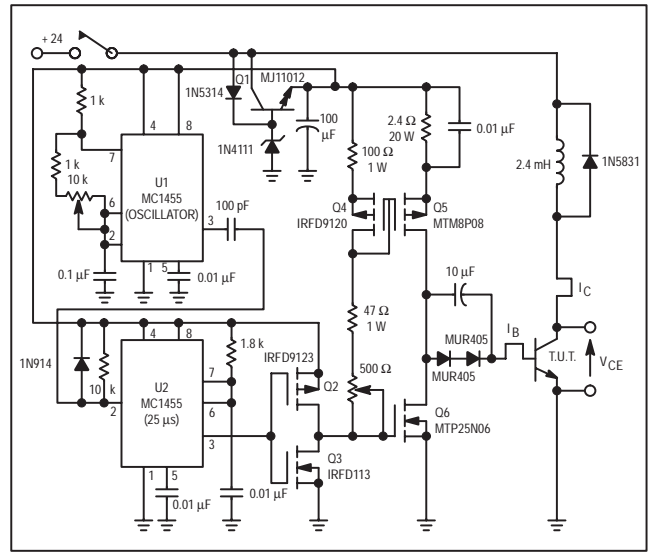 + 24
1N5314
Q1
MJ11012
1 k
4
8
100
µF
2.4 Ω
20 W
0.01 µF
7
1N4111
100 Ω
1 W
2.4 mH
1N5831
1 k
10 k
U1
MC1455
(OSCILLATOR)
100 pF
6
3
2
Q4
IRFD9120
Q5
MTM8P08
0.1 µF
1
5
0.01 µF
10 µF
IC
47 Ω
1 W
IB
1N914
4
8
1.8 k
IRFD9123
MUR405
MUR405
T.U.T.
VCE
10 k
U2
MC1455
(25 µs)
7
Q2
500 Ω
2
6
3
Q6
MTP25N06
Q3
IRFD113
1
5
0.01 µF
0.01 µF